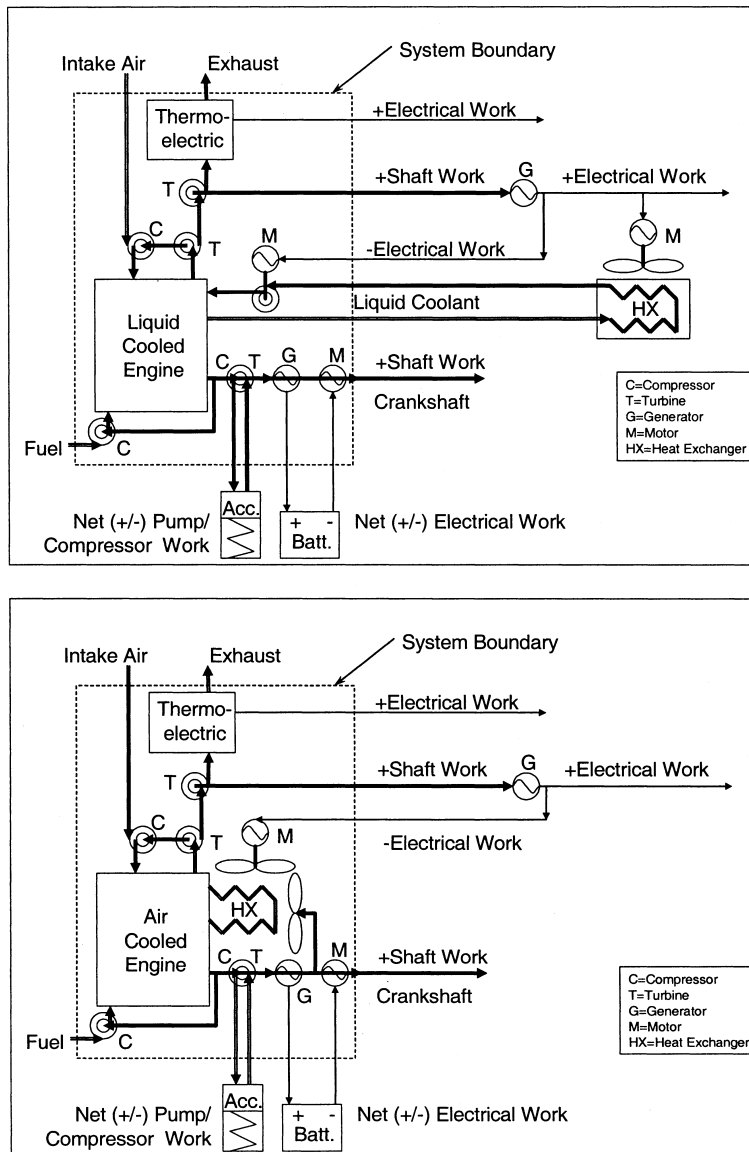 System Boundary
Intake Air
Exhaust
Thermo-
electric
+Electrical Work
T
+Shaft Work
G
+Electrical Work
C
T
M
-Electrical Work
M
Liquid
Cooled
Engine
Liquid Coolant
HX
C
T
G
M
+Shaft Work
Crankshaft
Fuel
C
C=Compressor
T=Turbine
G=Generator
M=Motor
HX=Heat Exchanger
Net (+/-) Pump/
Compressor Work
Acc.
+ -
Batt.
Net (+/-) Electrical Work
System Boundary
Intake Air
Exhaust
Thermo-
electric
+Electrical Work
T
+Shaft Work
G
+Electrical Work
C
T
M
-Electrical Work
Air
Cooled
Engine
HX
C
T
G
M
+Shaft Work
Crankshaft
Fuel
C
C=Compressor
T=Turbine
G=Generator
M=Motor
HX=Heat Exchanger
Net (+/-) Pump/
Compressor Work
Acc.
+ -
Batt.
Net (+/-) Electrical Work